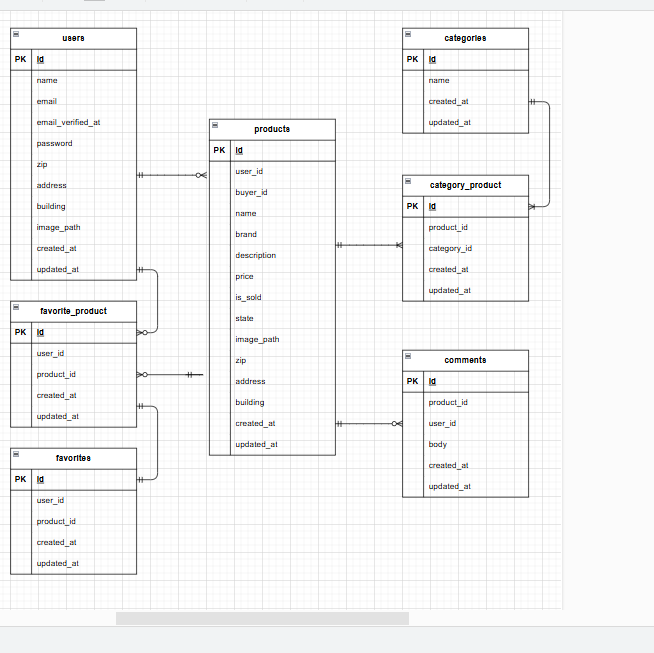 users
PK id
name
email
email_verified_at
password
zip
address
building
image_path
created_at
updated_at
favorite_product
PK id
user_id
product_id
created_at
updated_at
favorites
PK id
user_id
product_id
created_at
updated_at
products
PK id
user_id
buyer_id
name
brand
description
price
is_sold
state
image_path
zip
address
building
created_at
updated_at
categories
PK id
name
created_at
updated_at
category_product
PK id
product_id
category_id
created_at
updated_at
comments
PK id
product_id
user_id
body
created_at
updated_at